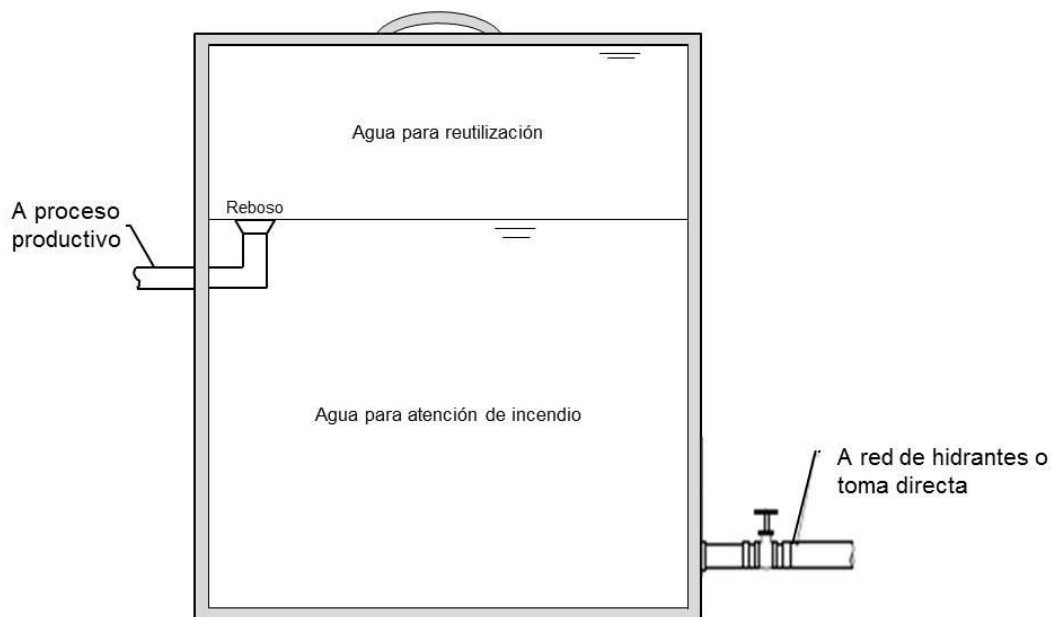 Agua para reutilización
A proceso
productivo
Reboso
Agua para atención de incendio
A red de hidrantes o
toma directa